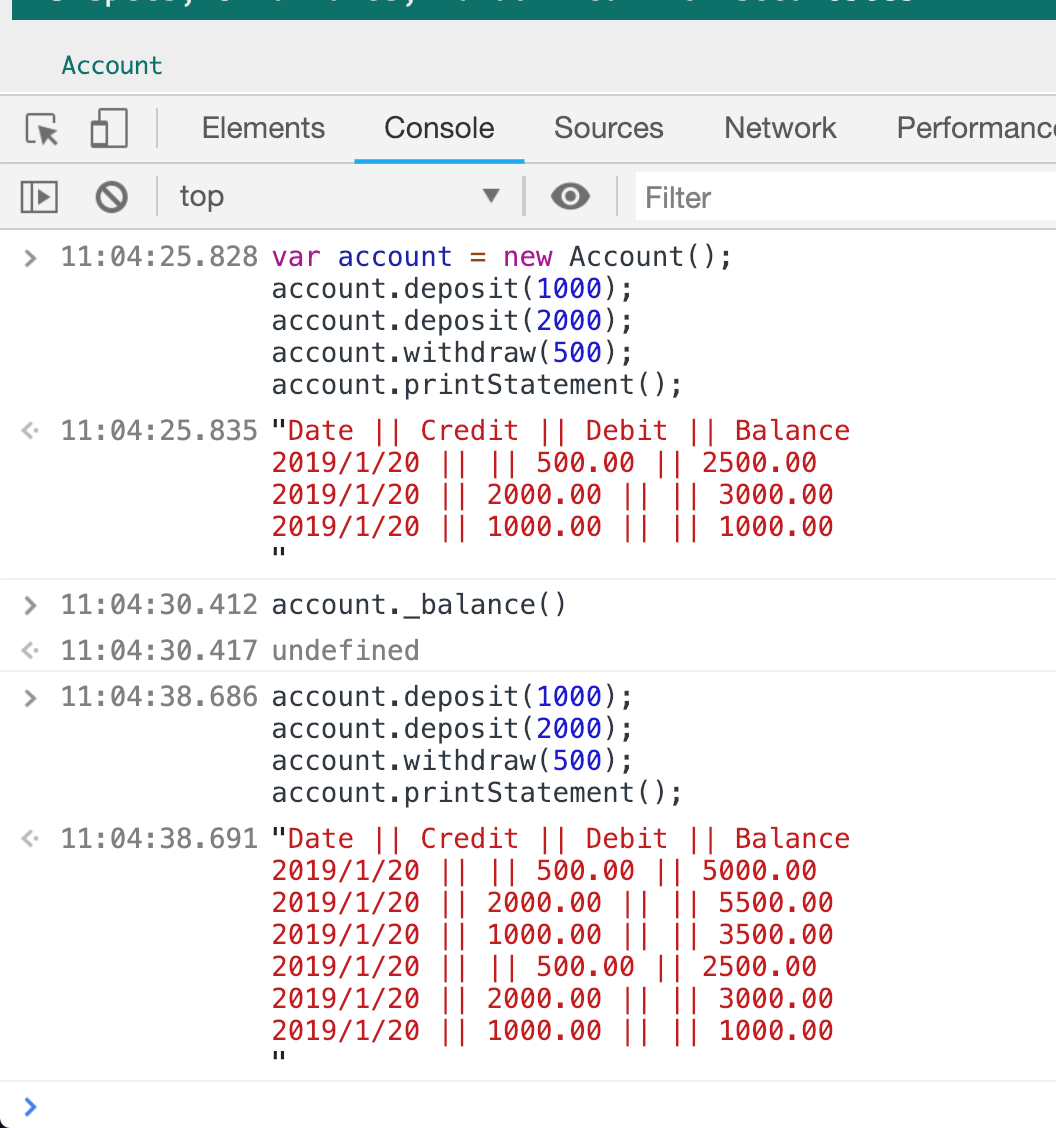 Account
Elements Console Sources Network Performanc
top ▼ Filter
> 11:04:25.828 var account = new Account();
account.deposit(1000);
account.deposit(2000);
account.withdraw(500);
account.printStatement();
11:04:25.835 "Date || Credit || Debit || Balance
2019/1/20 || || 500.00 || 2500.00
2019/1/20 || 2000.00 || || 3000.00
2019/1/20 || 1000.00 || || 1000.00
"
> 11:04:30.412 account._balance()
11:04:30.417 undefined
> 11:04:38.686 account.deposit(1000);
account.deposit(2000);
account.withdraw(500);
account.printStatement();
11:04:38.691 "Date || Credit || Debit || Balance
2019/1/20 || || 500.00 || 5000.00
2019/1/20 || 2000.00 || || 5500.00
2019/1/20 || 1000.00 || || 3500.00
2019/1/20 || || 500.00 || 2500.00
2019/1/20 || 2000.00 || || 3000.00
2019/1/20 || 1000.00 || || 1000.00
"
>